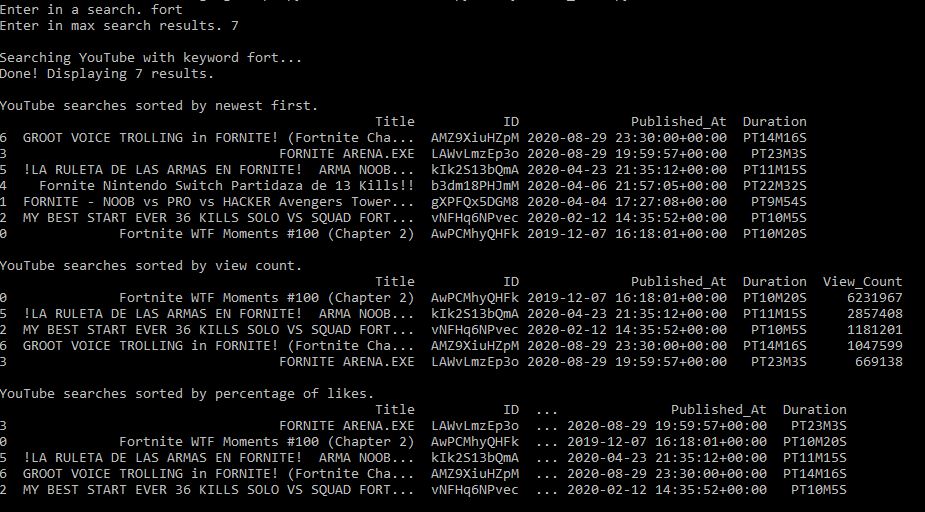 Enter in a search. fort
Enter in max search results. 7
Searching YouTube with keyword fort...
Done! Displaying 7 results.
YouTube searches sorted by newest first.
Title ID Published_At Duration
6 GROOT VOICE TROLLING in FORNITE! (Fortnite Cha... AMZ9XiuHZpM 2020-08-29 23:30:00+00:00 PT14M16S
3 FORNITE ARENA.EXE LAWvLmzEp3o 2020-08-29 19:59:57+00:00 PT23M3S
5 !LA RULETA DE LAS ARMAS EN FORNITE! ARMA NOOB... kIk2S13bQmA 2020-04-23 21:35:12+00:00 PT11M15S
4 Fornite Nintendo Switch Partidaza de 13 Kills!! b3dm18PHJmM 2020-04-06 21:57:05+00:00 PT22M32S
1 FORNITE - NOOB vs PRO vs HACKER Avengers Tower... gXPFQx5DGM8 2020-04-04 17:27:08+00:00 PT9M54S
2 MY BEST START EVER 36 KILLS SOLO VS SQUAD FORT... vNFHq6NPvec 2020-02-12 14:35:52+00:00 PT10M5S
0 Fortnite WTF Moments #100 (Chapter 2) AwPCMhyQHFk 2019-12-07 16:18:01+00:00 PT10M20S
YouTube searches sorted by view count.
Title ID Published_At Duration View_Count
0 Fortnite WTF Moments #100 (Chapter 2) AwPCMhyQHFk 2019-12-07 16:18:01+00:00 PT10M20S 6231967
5 !LA RULETA DE LAS ARMAS EN FORNITE! ARMA NOOB... kIk2S13bQmA 2020-04-23 21:35:12+00:00 PT11M15S 2857408
2 MY BEST START EVER 36 KILLS SOLO VS SQUAD FORT... vNFHq6NPvec 2020-02-12 14:35:52+00:00 PT10M5S 1181201
6 GROOT VOICE TROLLING in FORNITE! (Fortnite Cha... AMZ9XiuHZpM 2020-08-29 23:30:00+00:00 PT14M16S 1047599
3 FORNITE ARENA.EXE LAWvLmzEp3o 2020-08-29 19:59:57+00:00 PT23M3S 669138
YouTube searches sorted by percentage of likes.
Title ID ... Published_At Duration
3 FORNITE ARENA.EXE LAWvLmzEp3o ... 2020-08-29 19:59:57+00:00 PT23M3S
0 Fortnite WTF Moments #100 (Chapter 2) AwPCMhyQHFk ... 2019-12-07 16:18:01+00:00 PT10M20S
5 !LA RULETA DE LAS ARMAS EN FORNITE! ARMA NOOB... kIk2S13bQmA ... 2020-04-23 21:35:12+00:00 PT11M15S
6 GROOT VOICE TROLLING in FORNITE! (Fortnite Cha... AMZ9XiuHZpM ... 2020-08-29 23:30:00+00:00 PT14M16S
2 MY BEST START EVER 36 KILLS SOLO VS SQUAD FORT... vNFHq6NPvec ... 2020-02-12 14:35:52+00:00 PT10M5S